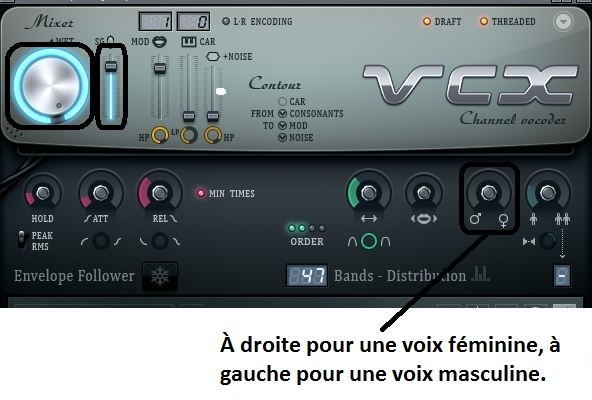 Mixer
1 0 L·R ENCODING DRAFT THREADED
WET SG MOD CAR
+NOISE
Contour
CAR
FROM CONSONANTS
TO MOD
NOISE
HP LP HP
VCX
Channel vocoder
HOLD ATT REL MIN TIMES
PEAK
RMS
ORDER
Envelope Follower 47 Bands - Distribution -
À droite pour une voix féminine, à
gauche pour une voix masculine.